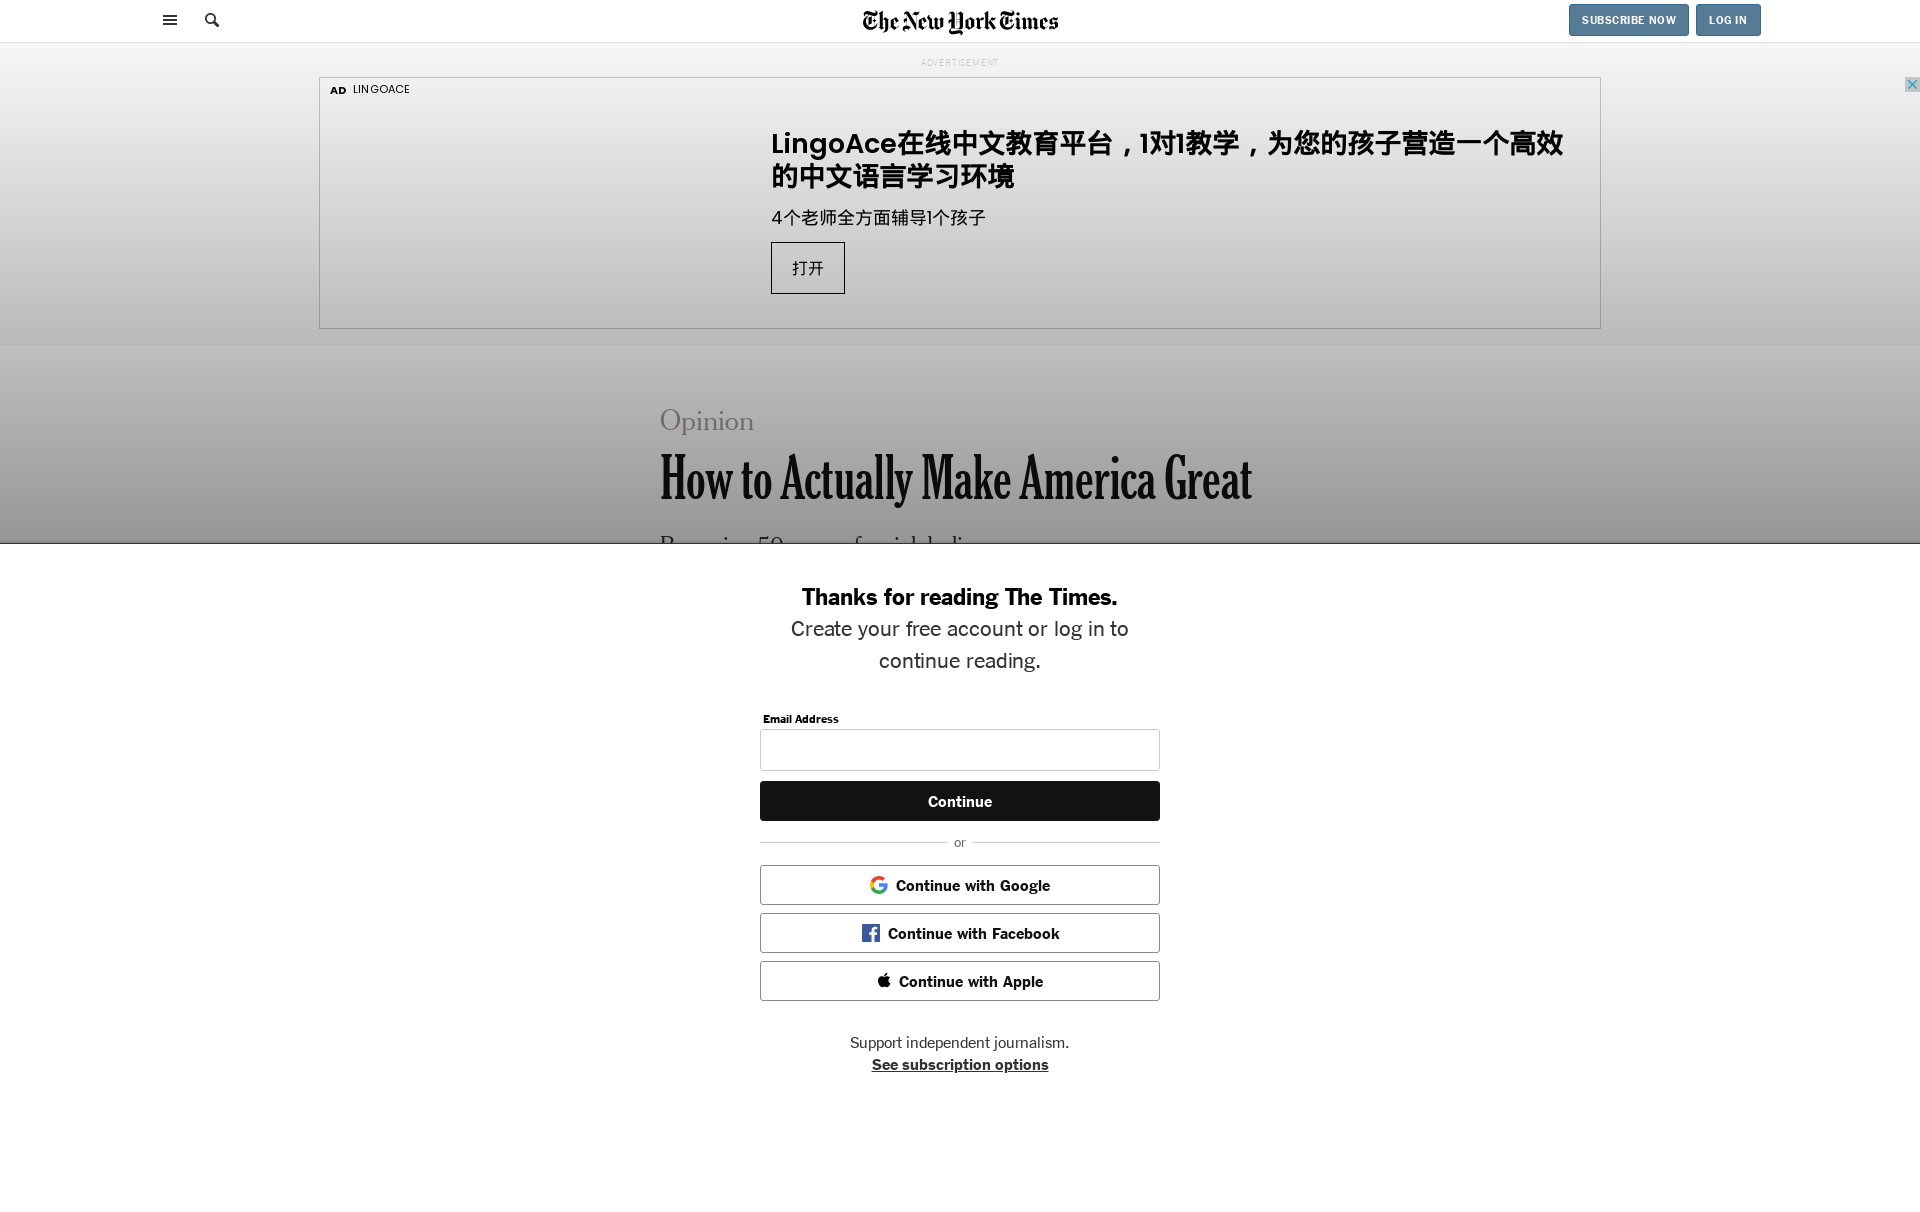 The New York Times
SUBSCRIBE NOW
LOG IN
ADVERTISEMENT
AD LINGOACE
LingoAce在线中文教育平台，1对1教学，为您的孩子营造一个高效
的中文语言学习环境
4个老师全方面辅导1个孩子
打开
Opinion
How to Actually Make America Great
Thanks for reading The Times.
Create your free account or log in to
continue reading.
Email Address
Continue
or
Continue with Google
Continue with Facebook
Continue with Apple
Support independent journalism.
See subscription options